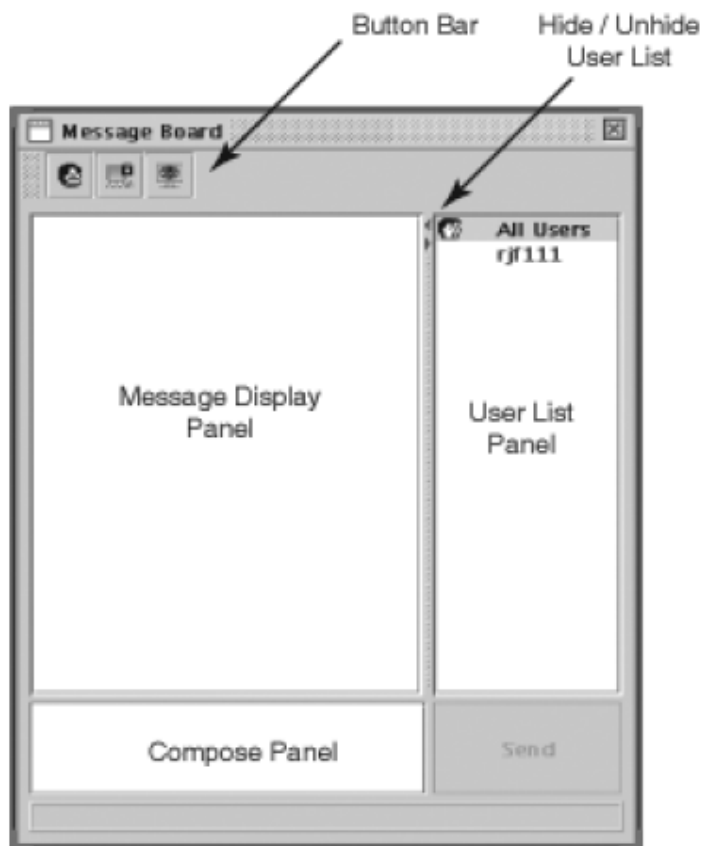 Button Bar
Hide / Unhide
User List
Message Board
All Users
rjf111
Message Display
Panel
User List
Panel
Compose Panel
Send